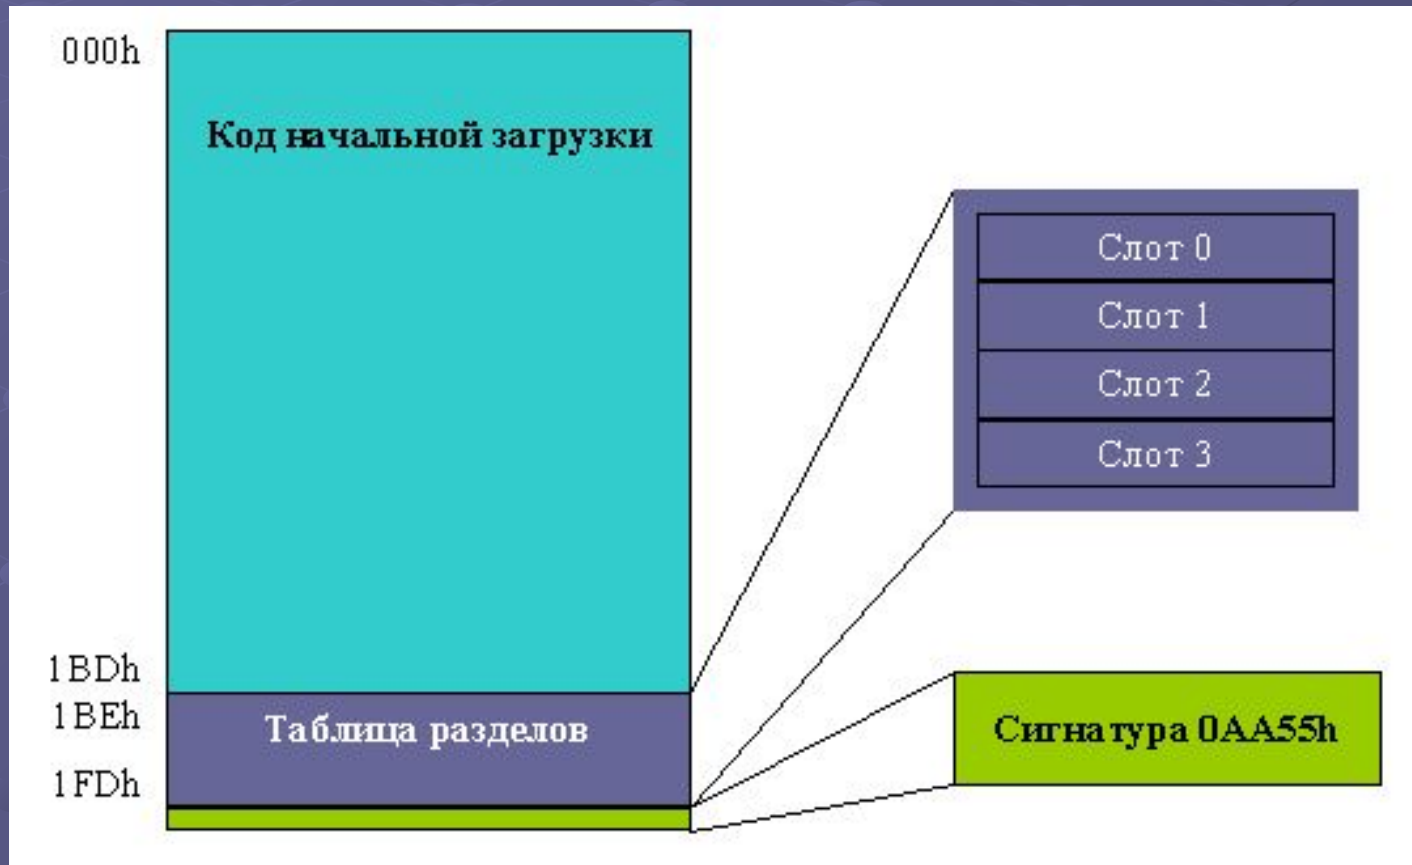 000h
Код начальной загрузки
Слот 0
Слот 1
Слот 2
Слот 3
1BDh
1BEh
Таблица разделов
1FDh
Сигнатура 0AA55h